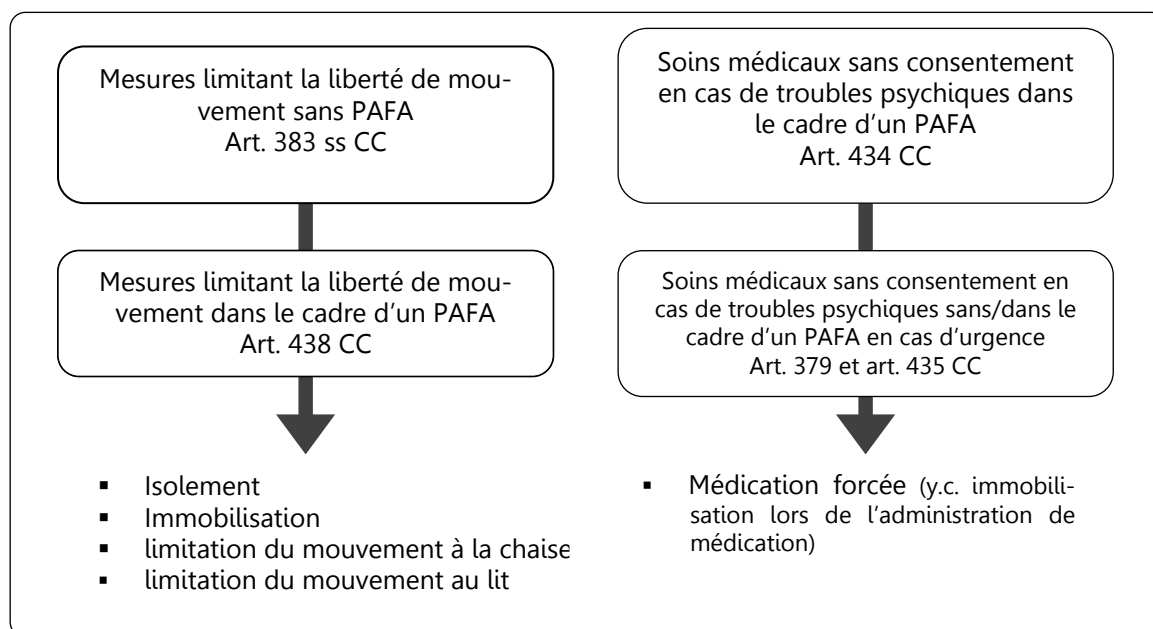 Mesures limitant la liberté de mou-
vement sans PAFA
Art. 383 ss CC
Mesures limitant la liberté de mou-
vement dans le cadre d'un PAFA
Art. 438 CC
▪ Isolement
▪ Immobilisation
▪ limitation du mouvement à la chaise
▪ limitation du mouvement au lit
Soins médicaux sans consentement
en cas de troubles psychiques dans
le cadre d'un PAFA
Art. 434 CC
Soins médicaux sans consentement en
cas de troubles psychiques sans/dans le
cadre d'un PAFA en cas d'urgence
Art. 379 et art. 435 CC
▪ Médication forcée (y.c. immobili-
sation lors de l'administration de
médication)